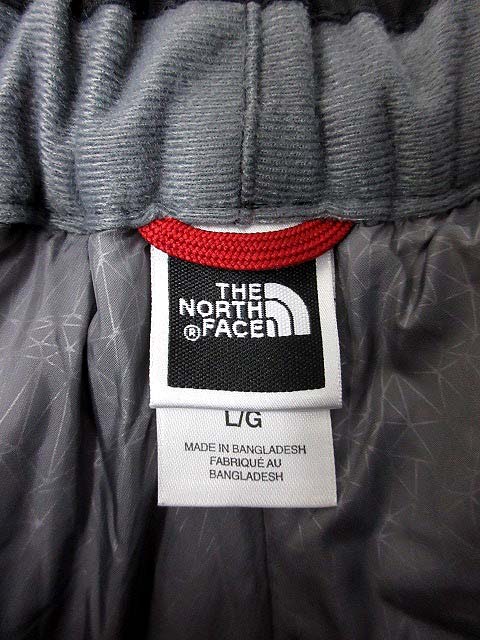 THE
NORTH
FACE
®
L/G
MADE IN BANGLADESH
FABRIQUÉ AU
BANGLADESH